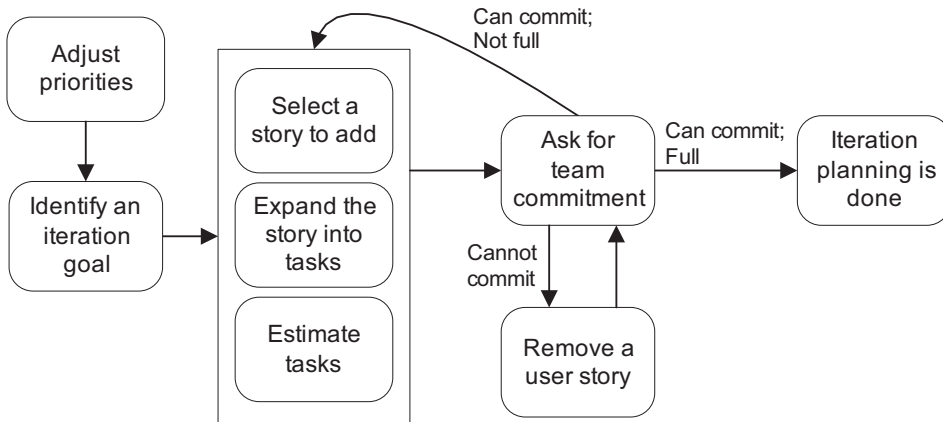 Adjust
priorities
Identify an
iteration
goal
Select a
story to add
Expand the
story into
tasks
Estimate
tasks
Can commit;
Not full
Ask for
team
commitment
Can commit;
Full
Iteration
planning is
done
Cannot
commit
Remove a
user story